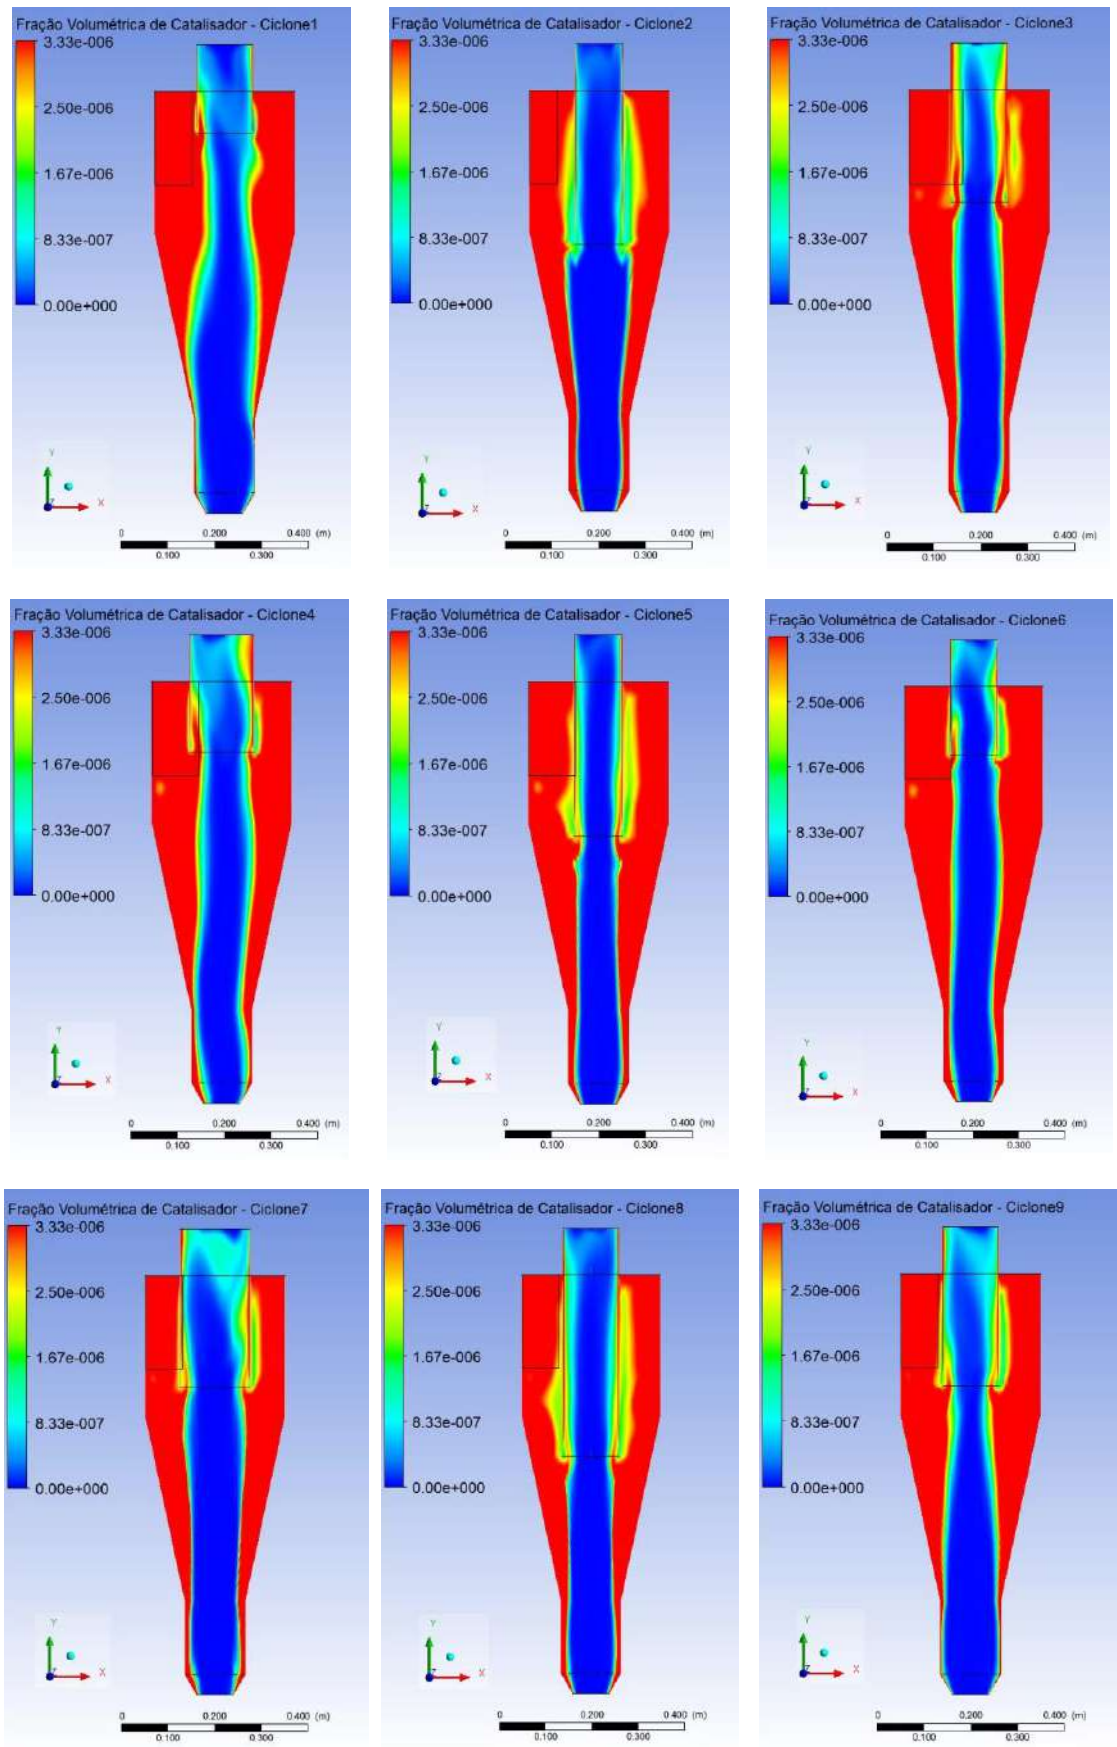 Fração Volumétrica de Catalisador - Ciclone1
3.33e-006
2.50e-006
1.67e-006
8.33e-007
0.00e+000
Y
Z
X
0 0.200 0.400 (m)
0.100 0.300
Fração Volumétrica de Catalisador - Ciclone2
3.33e-006
2.50e-006
1.67e-006
8.33e-007
0.00e+000
Y
Z
X
0 0.200 0.400 (m)
0.100 0.300
Fração Volumétrica de Catalisador - Ciclone3
3.33e-006
2.50e-006
1.67e-006
8.33e-007
0.00e+000
Y
Z
X
0 0.200 0.400 (m)
0.100 0.300
Fração Volumétrica de Catalisador - Ciclone4
3.33e-006
2.50e-006
1.67e-006
8.33e-007
0.00e+000
Y
Z
X
0 0.200 0.400 (m)
0.100 0.300
Fração Volumétrica de Catalisador - Ciclone5
3.33e-006
2.50e-006
1.67e-006
8.33e-007
0.00e+000
Y
Z
X
0 0.200 0.400 (m)
0.100 0.300
Fração Volumétrica de Catalisador - Ciclone6
3.33e-006
2.50e-006
1.67e-006
8.33e-007
0.00e+000
Y
Z
X
0 0.200 0.400 (m)
0.100 0.300
Fração Volumétrica de Catalisador - Ciclone7
3.33e-006
2.50e-006
1.67e-006
8.33e-007
0.00e+000
Y
Z
X
0 0.200 0.400 (m)
0.100 0.300
Fração Volumétrica de Catalisador - Ciclone8
3.33e-006
2.50e-006
1.67e-006
8.33e-007
0.00e+000
Y
Z
X
0 0.200 0.400 (m)
0.100 0.300
Fração Volumétrica de Catalisador - Ciclone9
3.33e-006
2.50e-006
1.67e-006
8.33e-007
0.00e+000
Y
Z
X
0 0.200 0.400 (m)
0.100 0.300